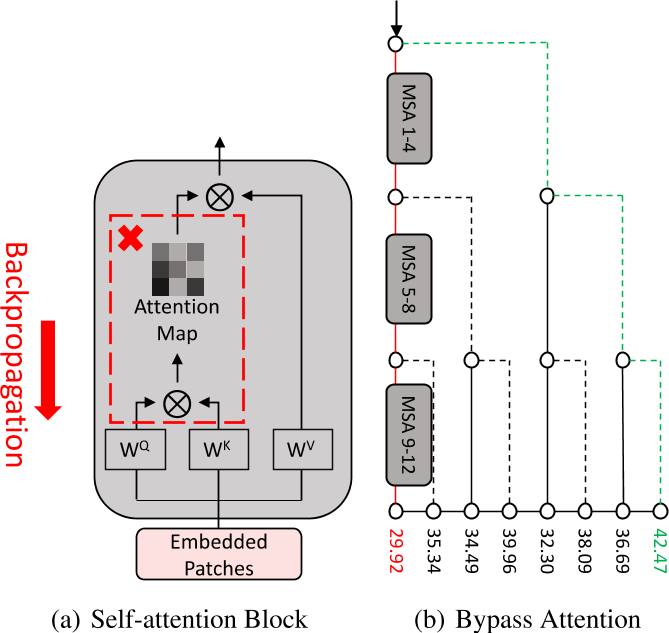 Backpropagation
Attention
Map
W^Q
W^K
W^V
Embedded
Patches
(a) Self-attention Block
MSA 1-4
MSA 5-8
MSA 9-12
29.92
35.34
34.49
39.96
32.30
38.09
36.69
42.47
(b) Bypass Attention